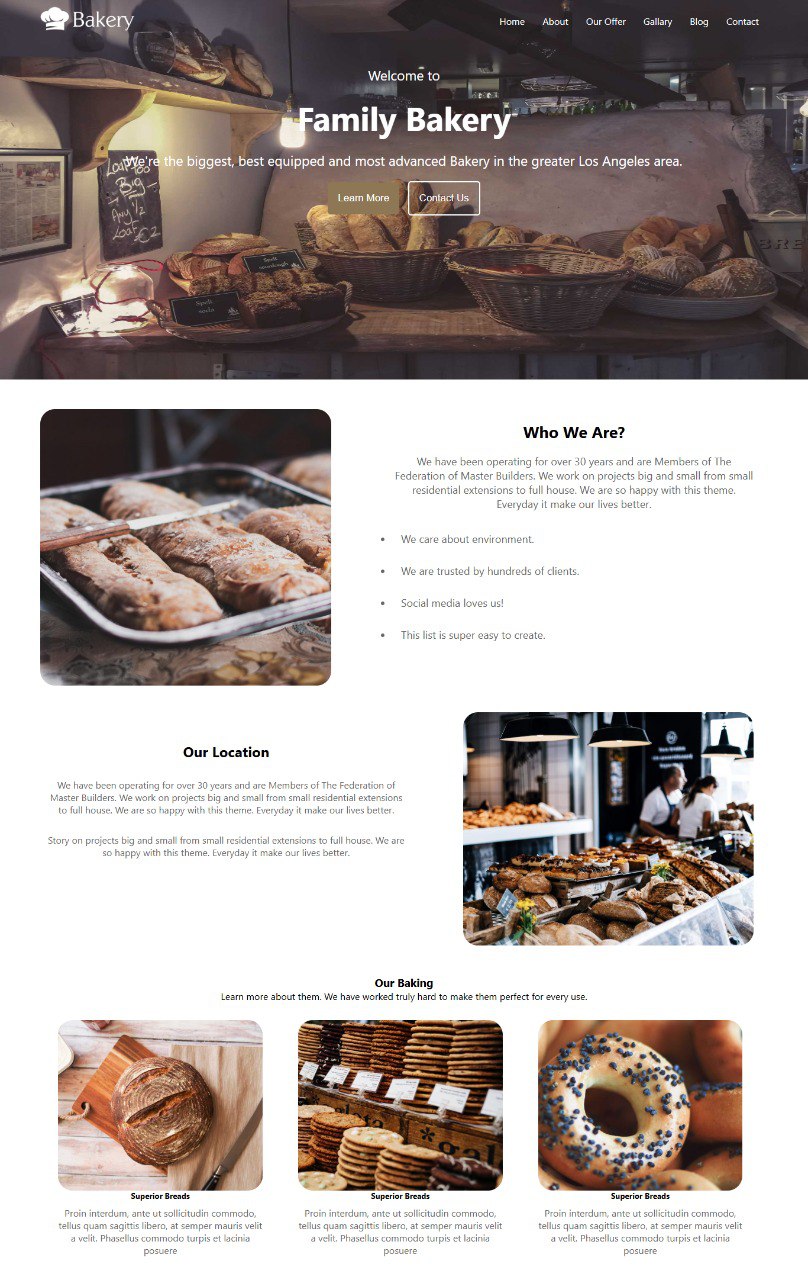 Bakery
Home About Our Offer Gallary Blog Contact
Welcome to
Family Bakery
We're the biggest, best equipped and most advanced Bakery in the greater Los Angeles area.
Loaf too
Big
Any 1/2
Loaf €2
Learn More Contact Us
BRE
Spelt
sourdough
Spelt
soda
Who We Are?
We have been operating for over 30 years and are Members of The
Federation of Master Builders. We work on projects big and small from small
residential extensions to full house. We are so happy with this theme.
Everyday it make our lives better.
• We care about environment.
• We are trusted by hundreds of clients.
• Social media loves us!
• This list is super easy to create.
Our Location
We have been operating for over 30 years and are Members of The Federation of
Master Builders. We work on projects big and small from small residential extensions
to full house. We are so happy with this theme. Everyday it make our lives better.
Story on projects big and small from small residential extensions to full house. We are
so happy with this theme. Everyday it make our lives better.
Our Baking
Learn more about them. We have worked truly hard to make them perfect for every use.
Superior Breads
Proin interdum, ante ut sollicitudin commodo,
tellus quam sagittis libero, at semper mauris velit
a velit. Phasellus commodo turpis et lacinia
posuere
Superior Breads
Proin interdum, ante ut sollicitudin commodo,
tellus quam sagittis libero, at semper mauris velit
a velit. Phasellus commodo turpis et lacinia
posuere
Superior Breads
Proin interdum, ante ut sollicitudin commodo,
tellus quam sagittis libero, at semper mauris velit
a velit. Phasellus commodo turpis et lacinia
posuere